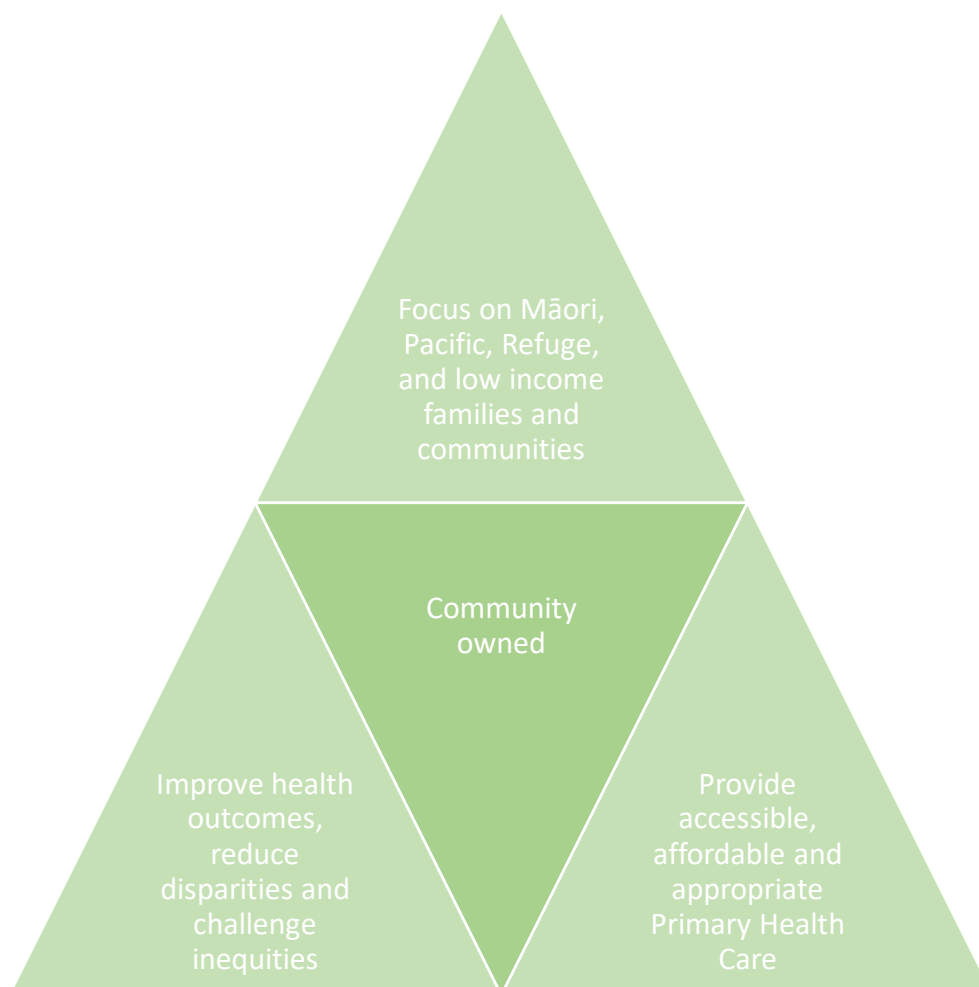 Focus on Māori,
Pacific, Refuge,
and low income
families and
communities
Community
owned
Improve health
outcomes,
reduce
disparities and
challenge
inequities
Provide
accessible,
affordable and
appropriate
Primary Health
Care